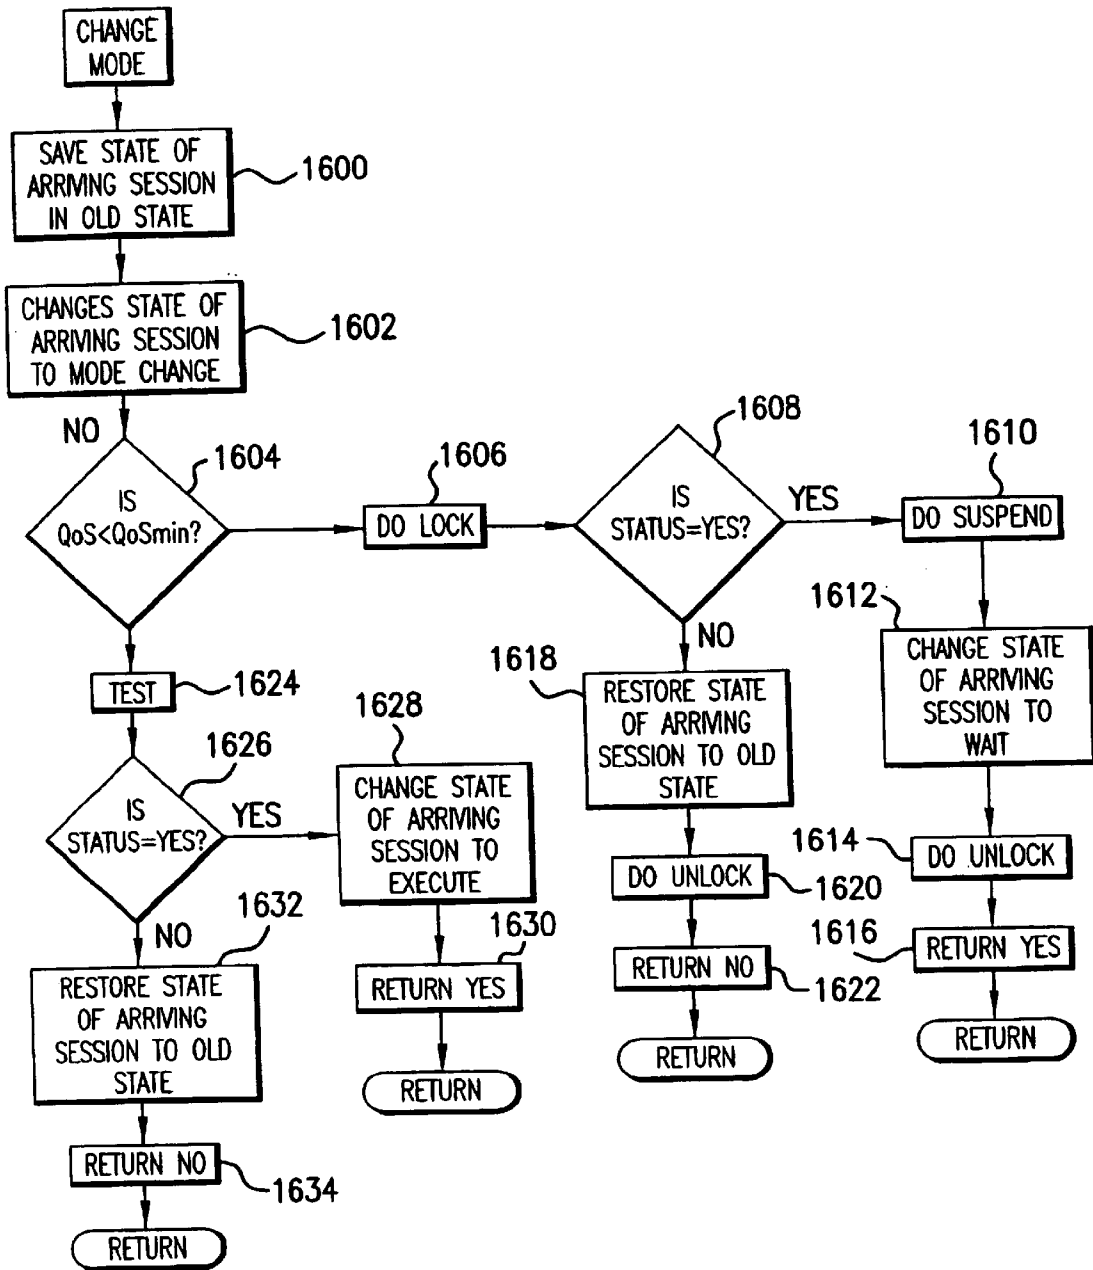 CHANGE
MODE
SAVE STATE OF
ARRIVING SESSION
IN OLD STATE
1600
CHANGES STATE OF
ARRIVING SESSION
TO MODE CHANGE
1602
NO
IS
QoS<QoSmin?
1604
1606
DO LOCK
1608
IS
STATUS=YES?
YES
1610
DO SUSPEND
1612
CHANGE STATE
OF ARRIVING
SESSION TO
WAIT
1614
DO UNLOCK
1616
RETURN YES
RETURN
NO
1618
RESTORE STATE
OF ARRIVING
SESSION TO OLD
STATE
DO UNLOCK
1620
RETURN NO
1622
RETURN
TEST
1624
1626
IS
STATUS=YES?
YES
1628
CHANGE STATE
OF ARRIVING
SESSION TO
EXECUTE
1630
RETURN YES
RETURN
NO
1632
RESTORE STATE
OF ARRIVING
SESSION TO OLD
STATE
RETURN NO
1634
RETURN